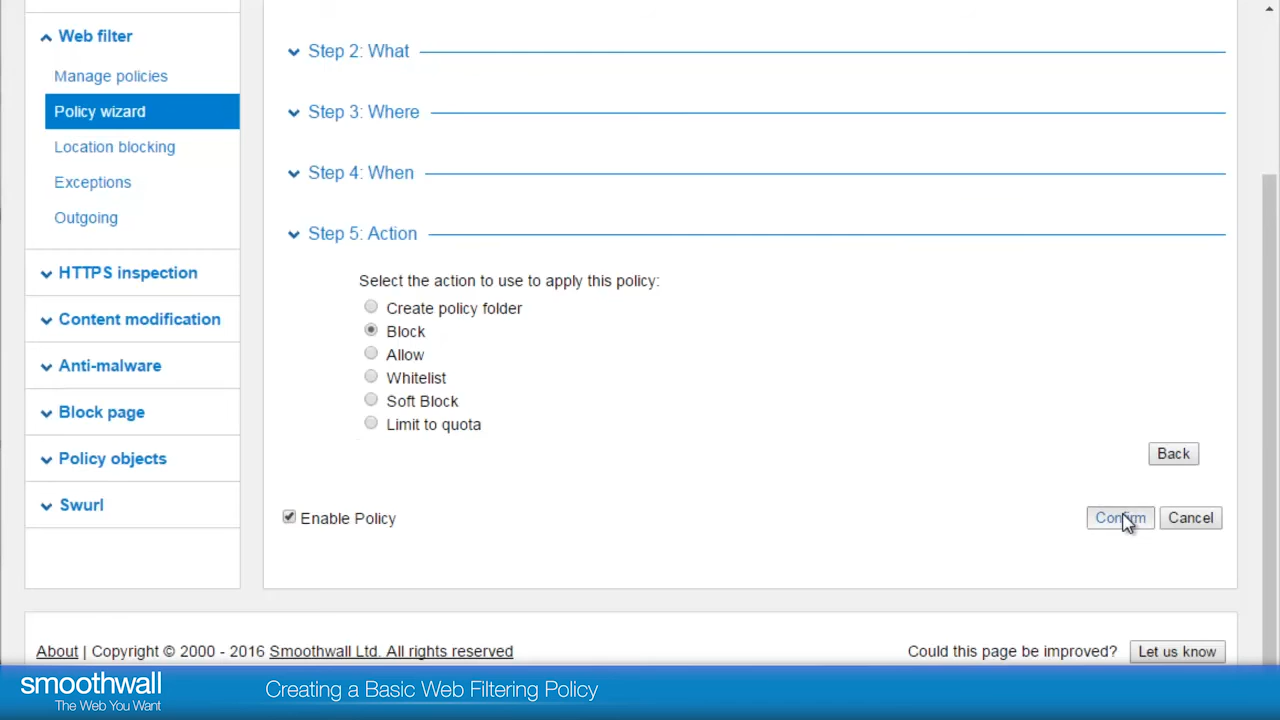 Web filter
Manage policies
Policy wizard
Location blocking
Exceptions
Outgoing
HTTPS inspection
Content modification
Anti-malware
Block page
Policy objects
Swurl
Step 2: What
Step 3: Where
Step 4: When
Step 5: Action
Select the action to use to apply this policy:
Create policy folder
Block
Allow
Whitelist
Soft Block
Limit to quota
Back
Enable Policy
Confirm Cancel
About | Copyright © 2000 - 2016 Smoothwall Ltd. All rights reserved
Could this page be improved? Let us know
smoothwall
The Web You Want
Creating a Basic Web Filtering Policy